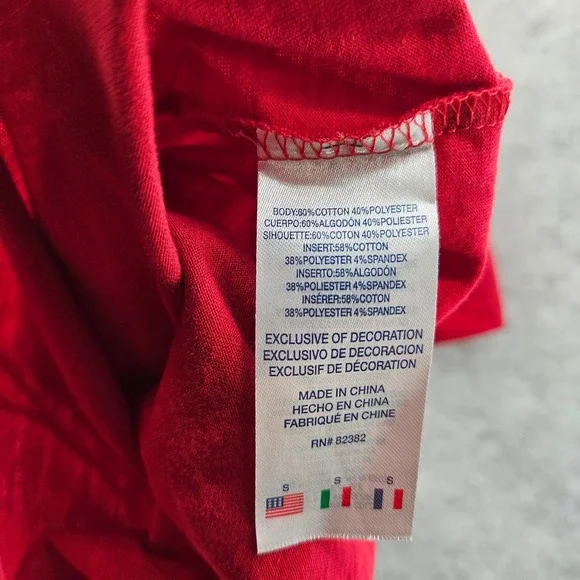 BODY:60%COTTON 40%POLYESTER
CUERPO:60%ALGODÓN 40%POLIESTER
SIHOUETTE:60%COTON 40%POLYESTER
INSERT:58%COTTON
38%POLYESTER 4%SPANDEX
INSERTO:58%ALGODÓN
38%POLIESTER 4%SPANDEX
INSÉRER:58%COTON
38%POLYESTER 4%SPANDEX
EXCLUSIVE OF DECORATION
EXCLUSIVO DE DECORACION
EXCLUSIF DE DÉCORATION
MADE IN CHINA
HECHO EN CHINA
FABRIQUÉ EN CHINE
RN# 82382
S S S